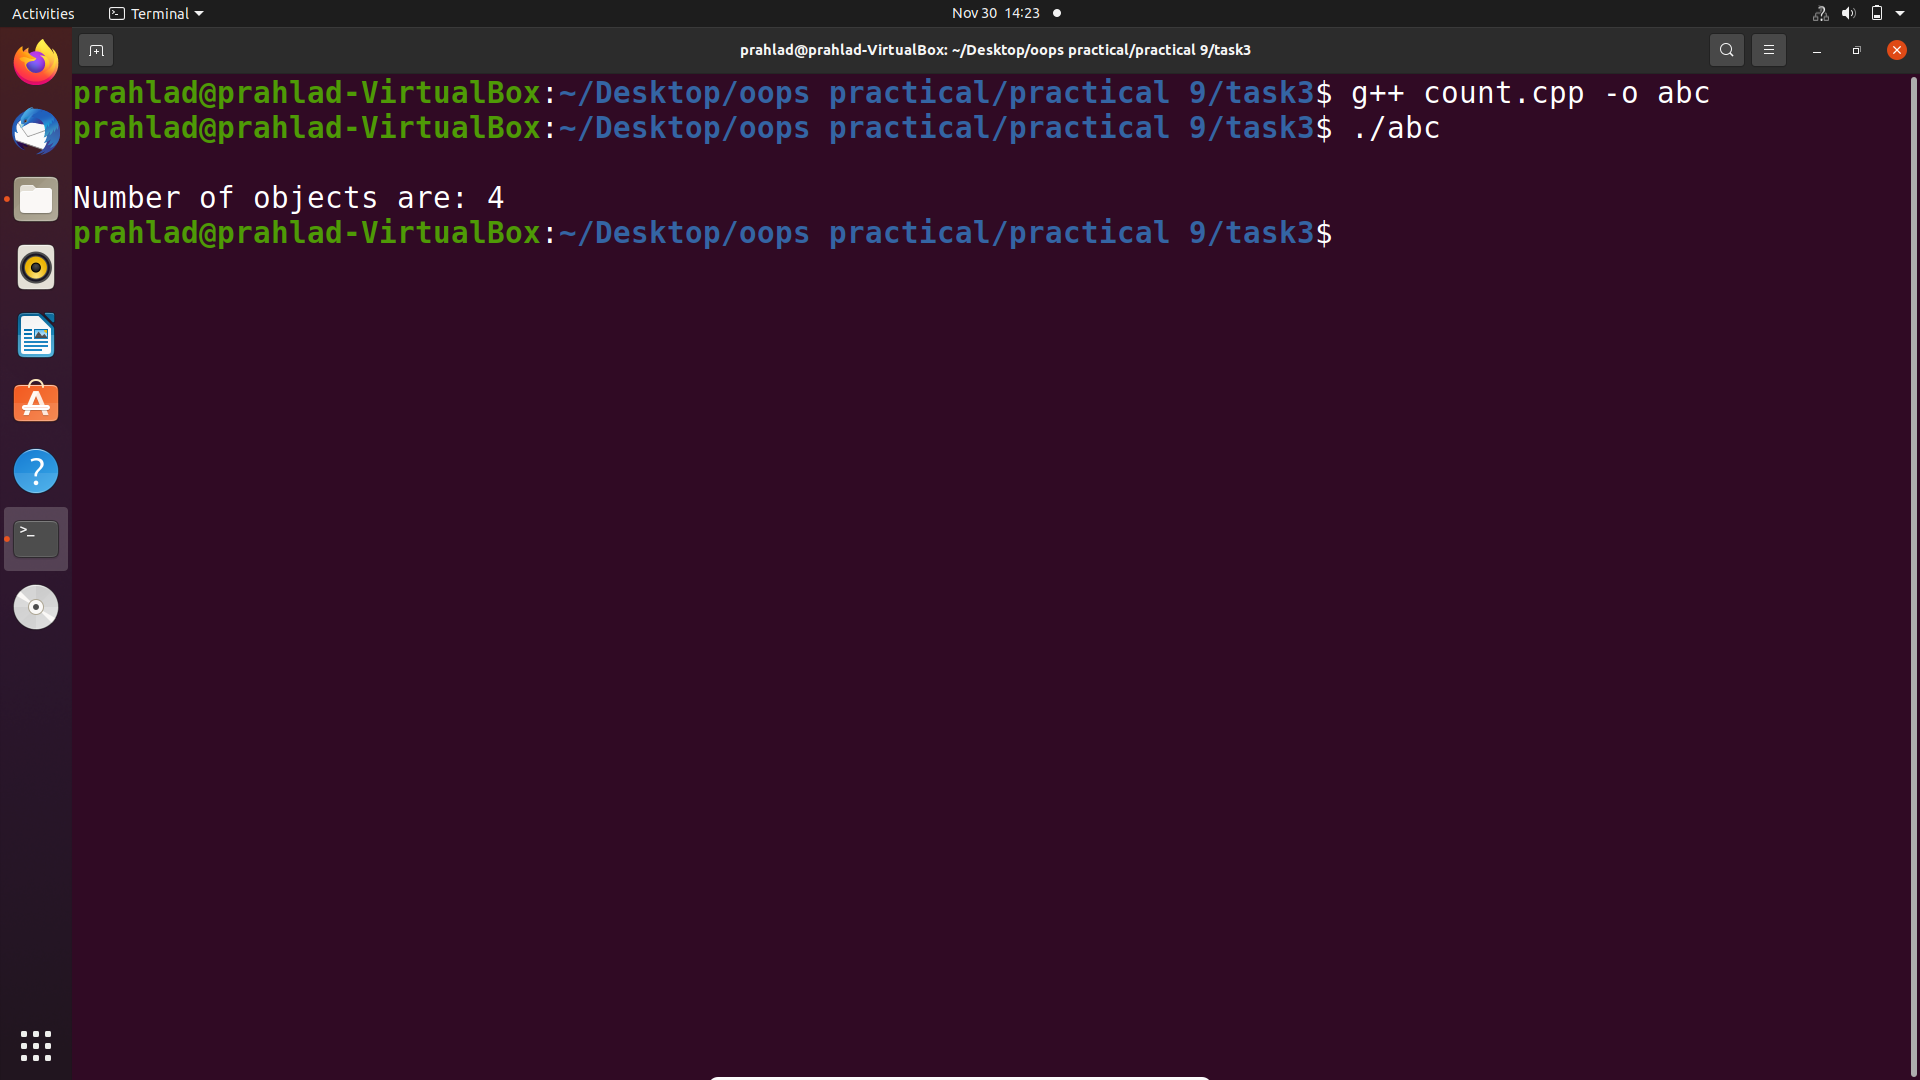 Activities
Terminal
Nov 30 14:23
prahlad@prahlad-VirtualBox: ~/Desktop/oops practical/practical 9/task3
prahlad@prahlad-VirtualBox:~/Desktop/oops practical/practical 9/task3$ g++ count.cpp -o abc
prahlad@prahlad-VirtualBox:~/Desktop/oops practical/practical 9/task3$ ./abc
Number of objects are: 4
prahlad@prahlad-VirtualBox:~/Desktop/oops practical/practical 9/task3$